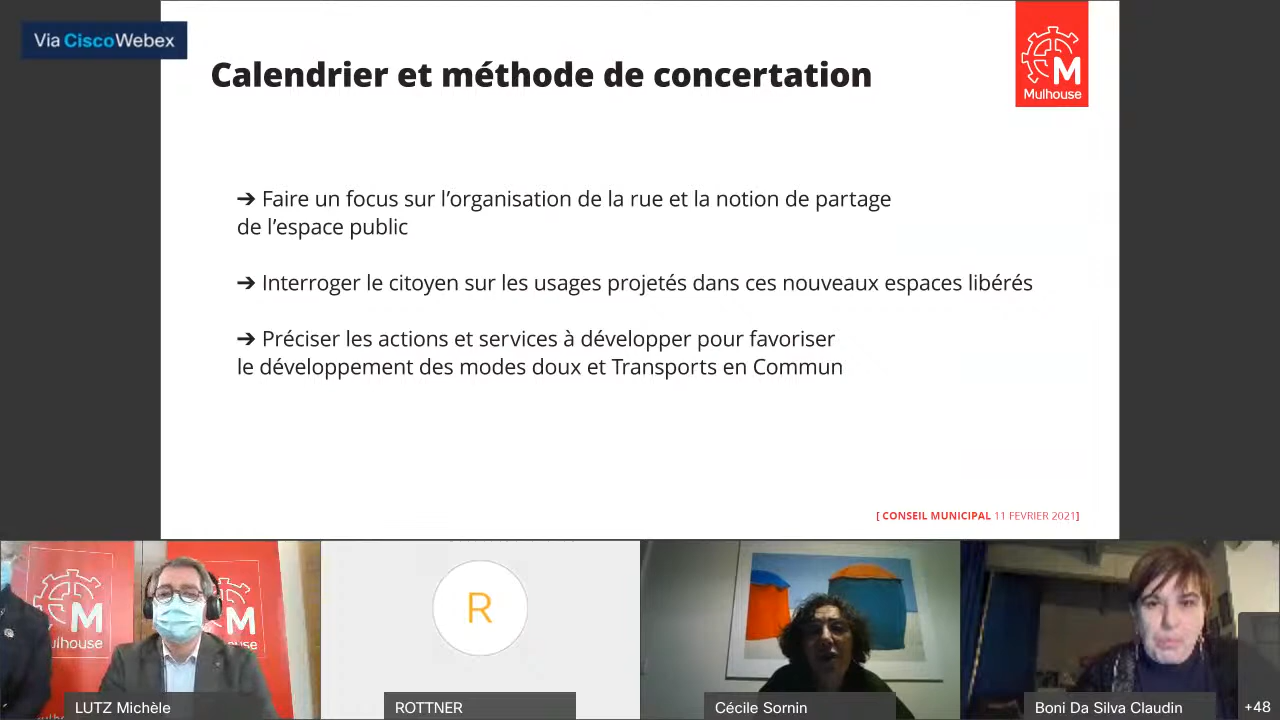 Via CiscoWebex
Calendrier et méthode de concertation
M
Mulhouse
➔ Faire un focus sur l’organisation de la rue et la notion de partage
de l’espace public
➔ Interroger le citoyen sur les usages projetés dans ces nouveaux espaces libérés
➔ Préciser les actions et services à développer pour favoriser
le développement des modes doux et Transports en Commun
[ CONSEIL MUNICIPAL 11 FEVRIER 2021]
M
M
R
LUTZ Michèle
ROTTNER
Cécile Sornin
Boni Da Silva Claudin
+48